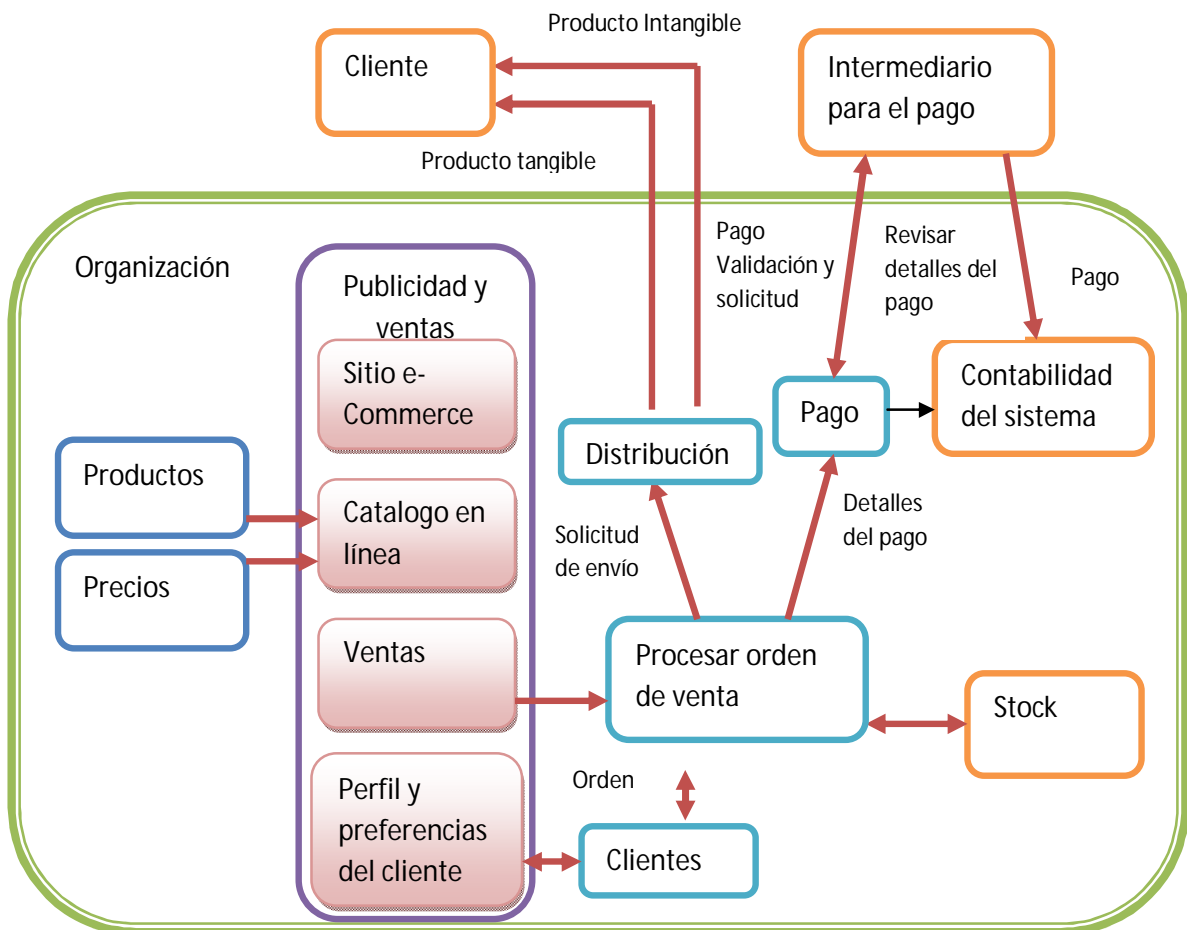 Producto Intangible
Cliente
Intermediario
para el pago
Producto tangible
Organización
Publicidad y
ventas
Pago
Validación y
solicitud
Revisar
detalles del
pago
Pago
Sitio e-
Commerce
Contabilidad
del sistema
Pago
Distribución
Productos
Catalogo en
línea
Detalles
del pago
Solicitud
de envío
Precios
Ventas
Procesar orden
de venta
Stock
Orden
Perfil y
preferencias
del cliente
Clientes